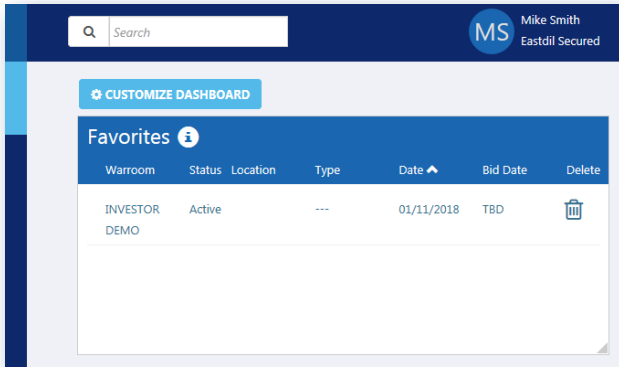 Search
MS
Mike Smith
Eastdil Secured
CUSTOMIZE DASHBOARD
Favorites i
Warroom Status Location Type Date Bid Date Delete
INVESTOR Active --- 01/11/2018 TBD
DEMO